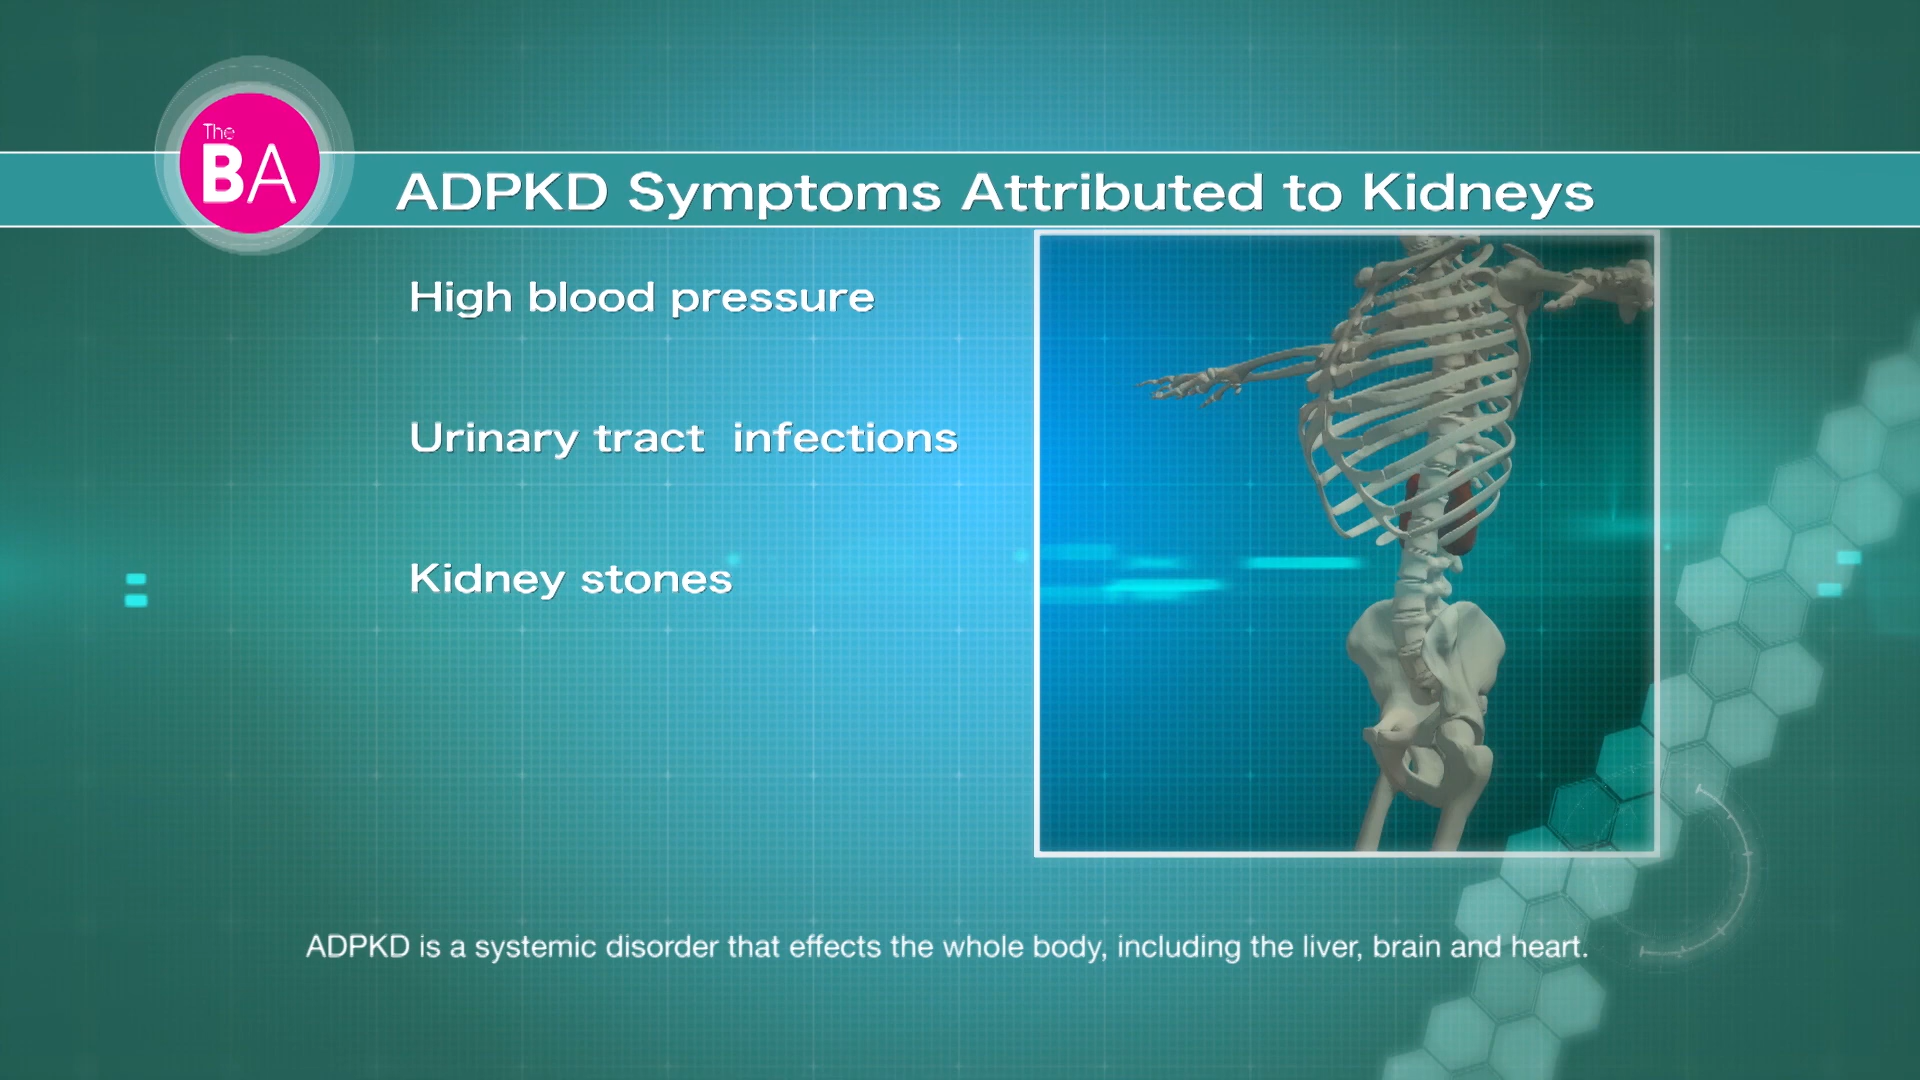 The
BA
ADPKD Symptoms Attributed to Kidneys
High blood pressure
Urinary tract  infections
Kidney stones
ADPKD is a systemic disorder that effects the whole body, including the liver, brain and heart.